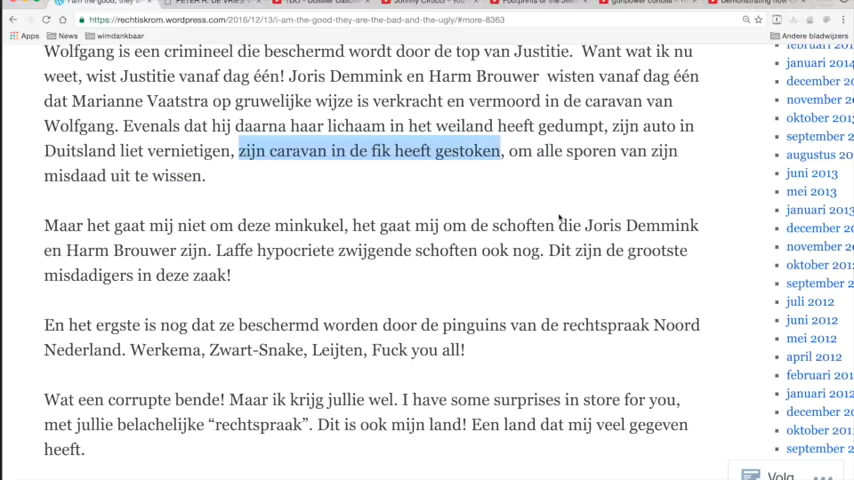 https://rechtiskrom.wordpress.com/2016/12/13/i-am-the-good-they-are-the-bad-and-the-ugly/#more-8363
Apps News wimdankbaar Andere bladwijzers
Wolfgang is een crimineel die beschermd wordt door de top van Justitie. Want wat ik nu
weet, wist Justitie vanaf dag één! Joris Demmink en Harm Brouwer wisten vanaf dag één
dat Marianne Vaatstra op gruwelijke wijze is verkracht en vermoord in de caravan van
Wolfgang. Evenals dat hij daarna haar lichaam in het weiland heeft gedumpt, zijn auto in
Duitsland liet vernietigen, zijn caravan in de fik heeft gestoken, om alle sporen van zijn
misdaad uit te wissen.
Maar het gaat mij niet om deze minkukel, het gaat mij om de schoften die Joris Demmink
en Harm Brouwer zijn. Laffe hypocriete zwijgende schoften ook nog. Dit zijn de grootste
misdadigers in deze zaak!
En het ergste is nog dat ze beschermd worden door de pinguins van de rechtspraak Noord
Nederland. Werkema, Zwart-Snake, Leijten, Fuck you all!
Wat een corrupte bende! Maar ik krijg jullie wel. I have some surprises in store for you,
met jullie belachelijke “rechtspraak”. Dit is ook mijn land! Een land dat mij veel gegeven
heeft.
februari 2014
januari 2014
december 20
november 20
oktober 2013
september 2
augustus 20
juni 2013
mei 2013
januari 2013
december 20
november 20
oktober 2012
september 2
juli 2012
juni 2012
mei 2012
april 2012
februari 201
januari 2012
december 20
oktober 2011
september 2
Volg